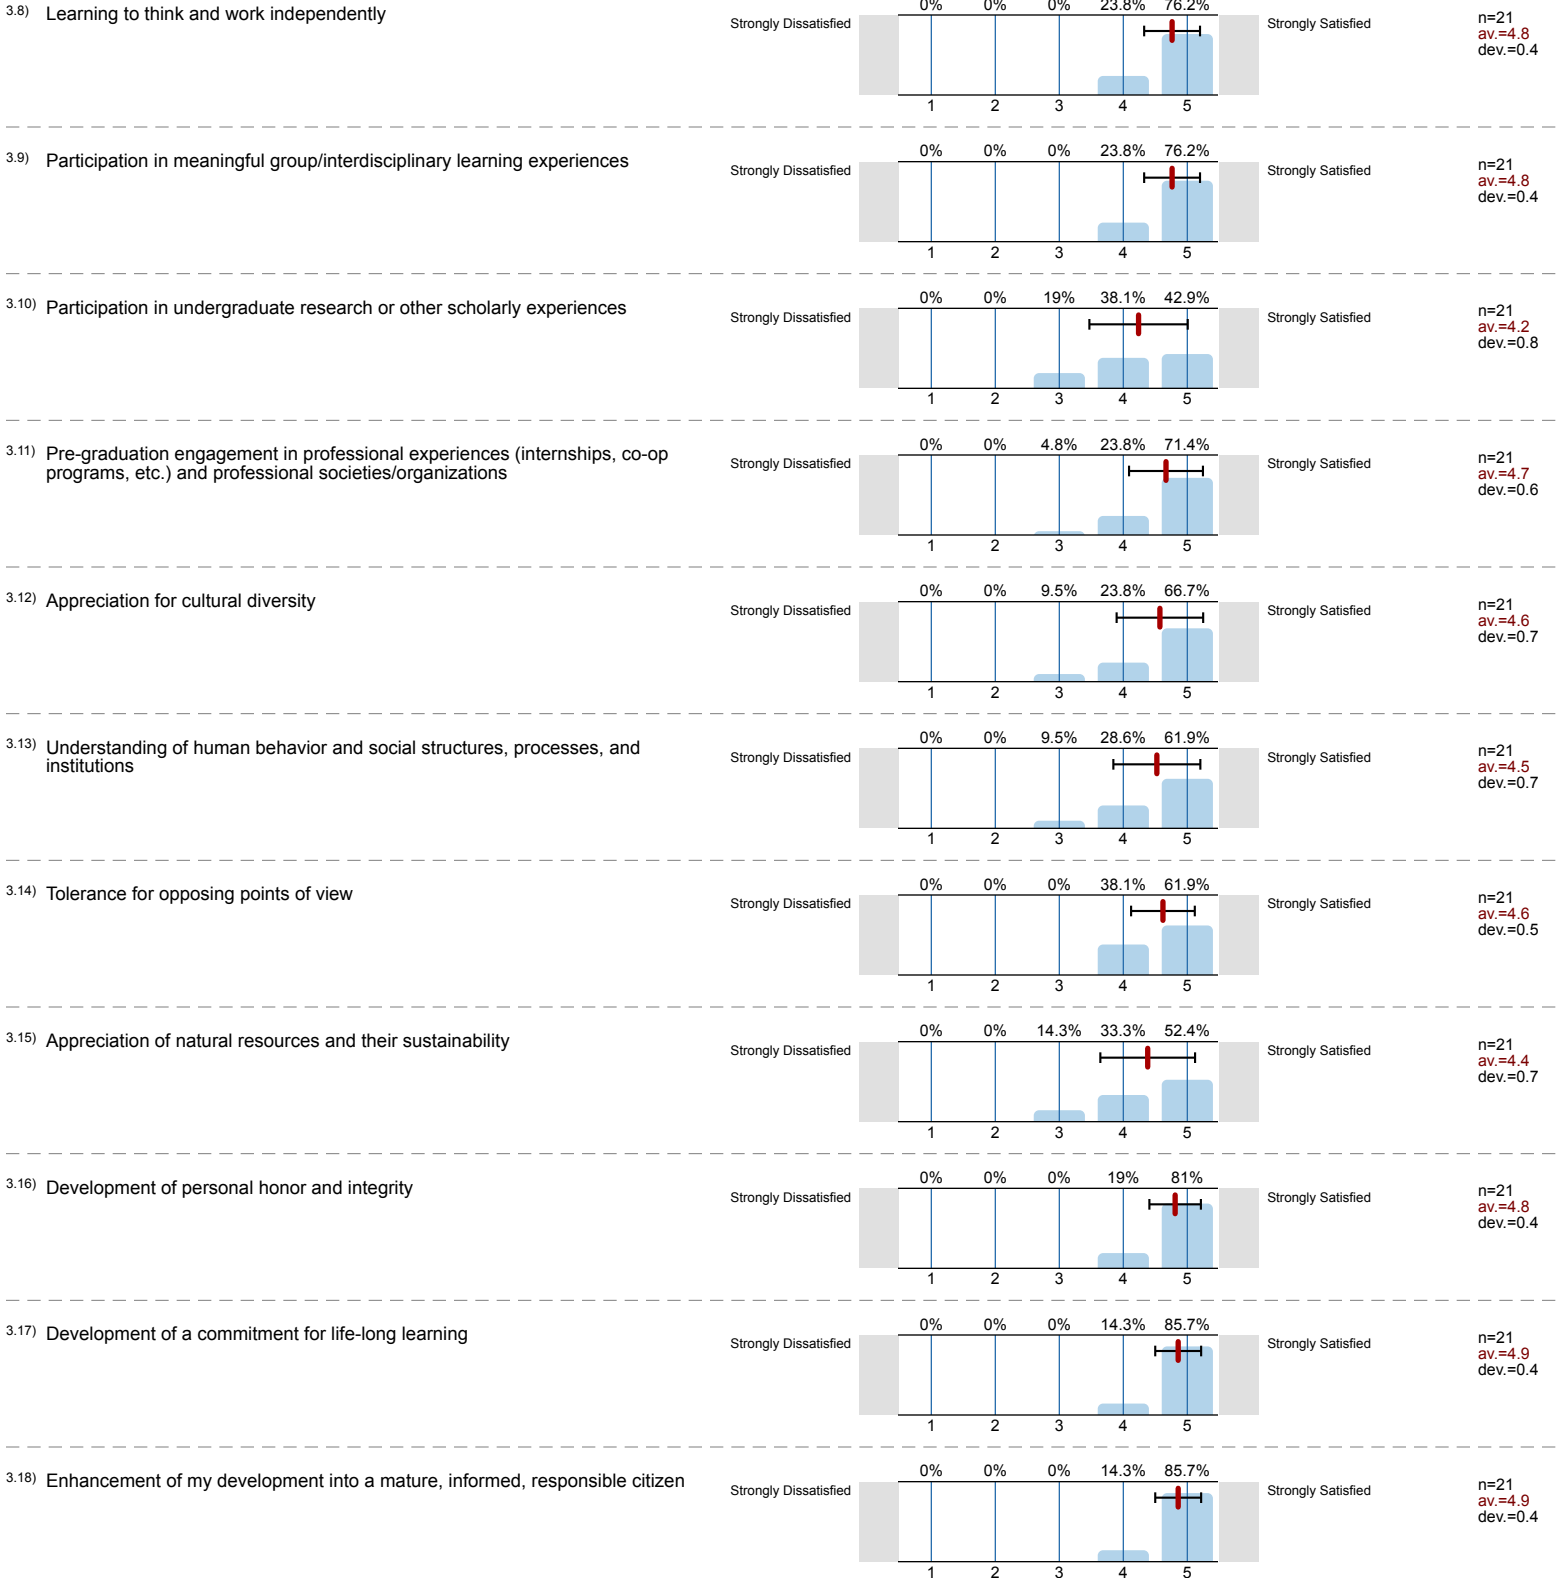 3.8) Learning to think and work independently
Strongly Dissatisfied
0% 0% 0% 23.8% 76.2%
1 2 3 4 5
Strongly Satisfied
n=21
av.=4.8
dev.=0.4
3.9) Participation in meaningful group/interdisciplinary learning experiences
Strongly Dissatisfied
0% 0% 0% 23.8% 76.2%
1 2 3 4 5
Strongly Satisfied
n=21
av.=4.8
dev.=0.4
3.10) Participation in undergraduate research or other scholarly experiences
Strongly Dissatisfied
0% 0% 19% 38.1% 42.9%
1 2 3 4 5
Strongly Satisfied
n=21
av.=4.2
dev.=0.8
3.11) Pre-graduation engagement in professional experiences (internships, co-op
programs, etc.) and professional societies/organizations
Strongly Dissatisfied
0% 0% 4.8% 23.8% 71.4%
1 2 3 4 5
Strongly Satisfied
n=21
av.=4.7
dev.=0.6
3.12) Appreciation for cultural diversity
Strongly Dissatisfied
0% 0% 9.5% 23.8% 66.7%
1 2 3 4 5
Strongly Satisfied
n=21
av.=4.6
dev.=0.7
3.13) Understanding of human behavior and social structures, processes, and
institutions
Strongly Dissatisfied
0% 0% 9.5% 28.6% 61.9%
1 2 3 4 5
Strongly Satisfied
n=21
av.=4.5
dev.=0.7
3.14) Tolerance for opposing points of view
Strongly Dissatisfied
0% 0% 0% 38.1% 61.9%
1 2 3 4 5
Strongly Satisfied
n=21
av.=4.6
dev.=0.5
3.15) Appreciation of natural resources and their sustainability
Strongly Dissatisfied
0% 0% 14.3% 33.3% 52.4%
1 2 3 4 5
Strongly Satisfied
n=21
av.=4.4
dev.=0.7
3.16) Development of personal honor and integrity
Strongly Dissatisfied
0% 0% 0% 19% 81%
1 2 3 4 5
Strongly Satisfied
n=21
av.=4.8
dev.=0.4
3.17) Development of a commitment for life-long learning
Strongly Dissatisfied
0% 0% 0% 14.3% 85.7%
1 2 3 4 5
Strongly Satisfied
n=21
av.=4.9
dev.=0.4
3.18) Enhancement of my development into a mature, informed, responsible citizen
Strongly Dissatisfied
0% 0% 0% 14.3% 85.7%
1 2 3 4 5
Strongly Satisfied
n=21
av.=4.9
dev.=0.4